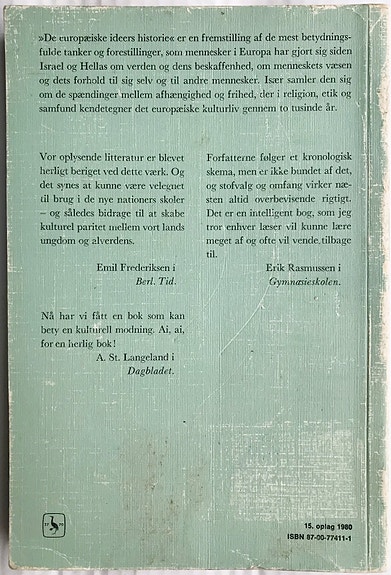 »De europæiske ideers historie« er en fremstilling af de mest betydnings-
fulde tanker og forestillinger, som mennesker i Europa har gjort sig siden
Israel og Hellas om verden og dens beskaffenhed, om menneskets væsen
og dets forhold til sig selv og til andre mennesker. Især samler den sig
om de spændinger mellem afhængighed og frihed, der i religion, etik og
samfund kendetegner det europæiske kulturliv gennem to tusinde år.
Vor oplysende litteratur er blevet
herligt beriget ved dette værk. Og
det synes at kunne være velegnet
til brug i de nye nationers skoler
– og således bidrage til at skabe
kulturel paritet mellem vort lands
ungdom og alverdens.
Emil Frederiksen i
Berl. Tid.
Nå har vi fått en bok som kan
bety en kulturell modning. Ai, ai,
for en herlig bok!
A. St. Langeland i
Dagbladet.
Forfatterne følger et kronologisk
skema, men er ikke bundet af det,
og stofvalg og omfang virker næ-
sten altid overbevisende rigtigt.
Det er en intelligent bog, som jeg
tror enhver læser vil kunne lære
meget af og ofte vil vende tilbage
til.
Erik Rasmussen i
Gymnasieskolen.
15. oplag 1980
ISBN 87-00-77411-1